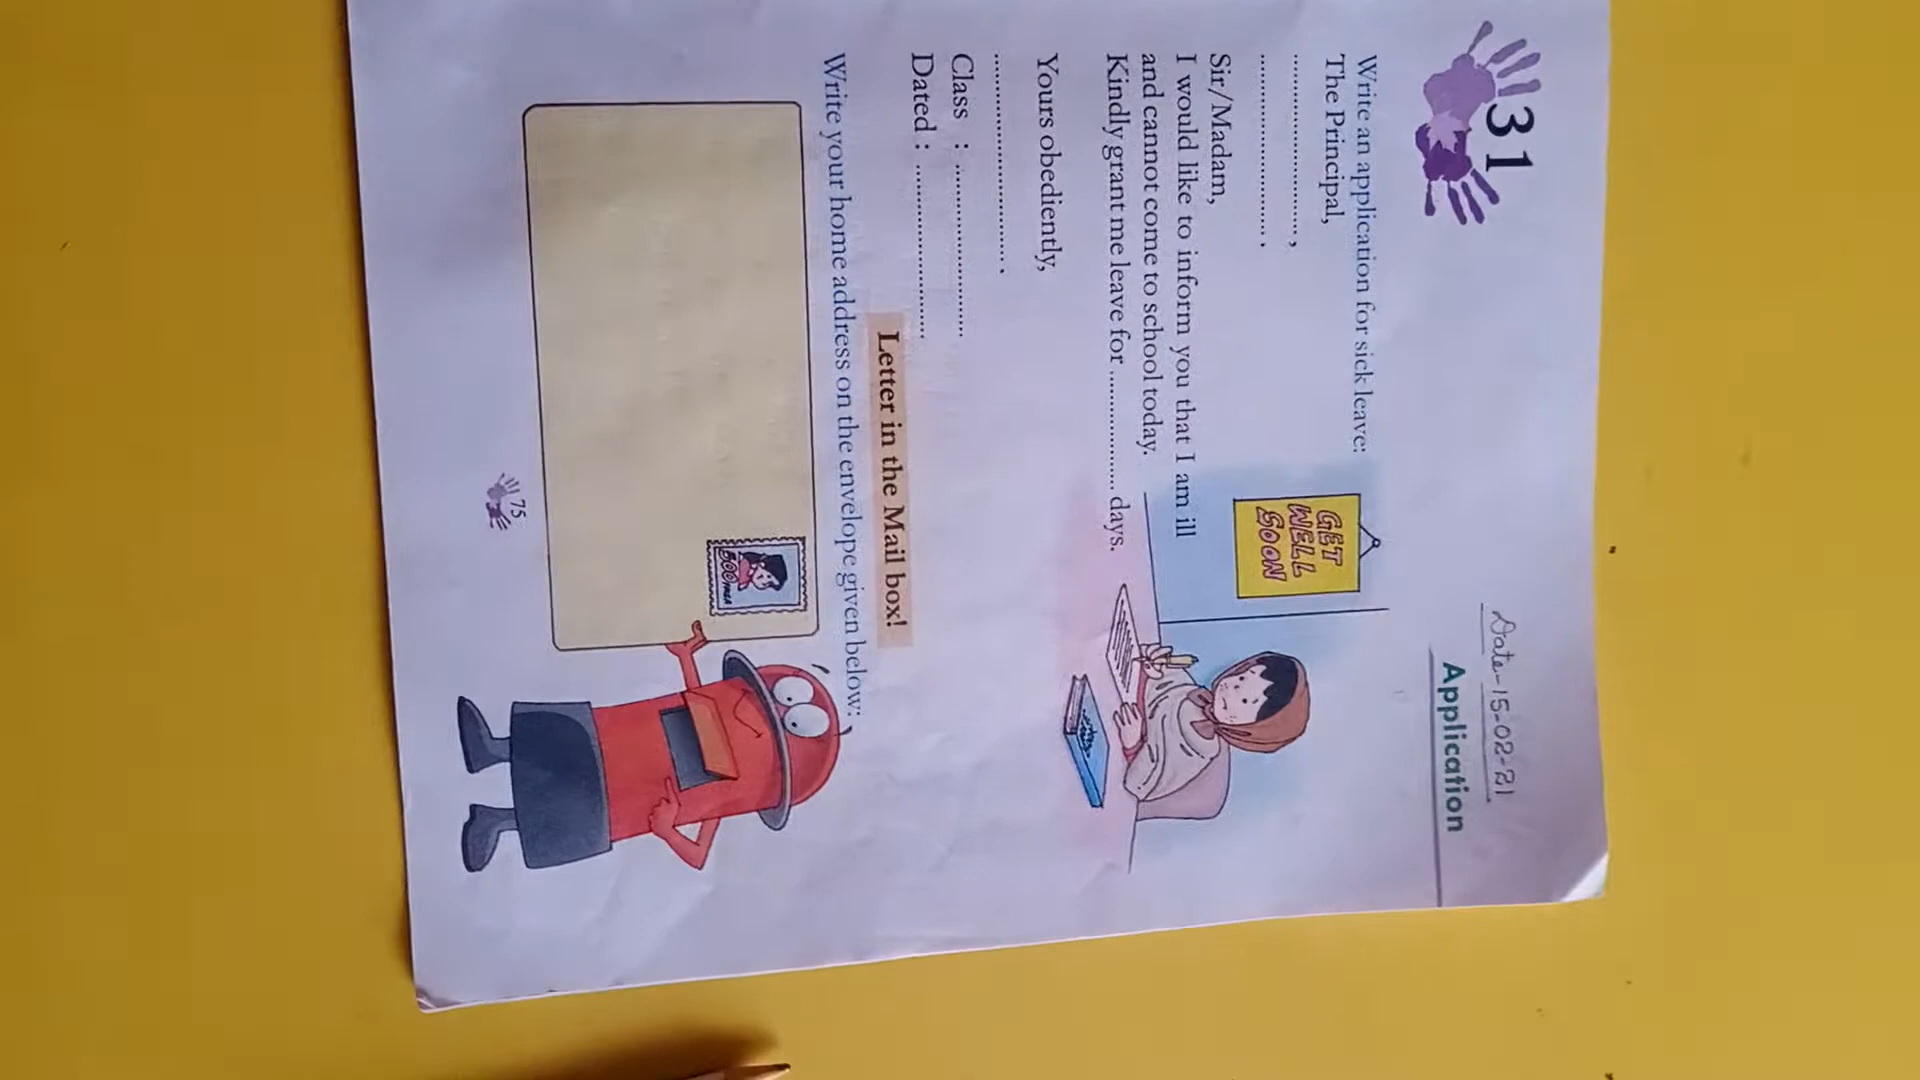 Date-15-02-21
31
Application
Write an application for sick leave:
The Principal,
........................,
........................ .
GET
WELL
SOON
Sir/Madam,
I would like to inform you that I am ill
and cannot come to school today.
Kindly grant me leave for .................. days.
Yours obediently,
........................... .
Class : ..........................
Dated : ..........................
Letter in the Mail box!
Write your home address on the envelope given below:
500
75